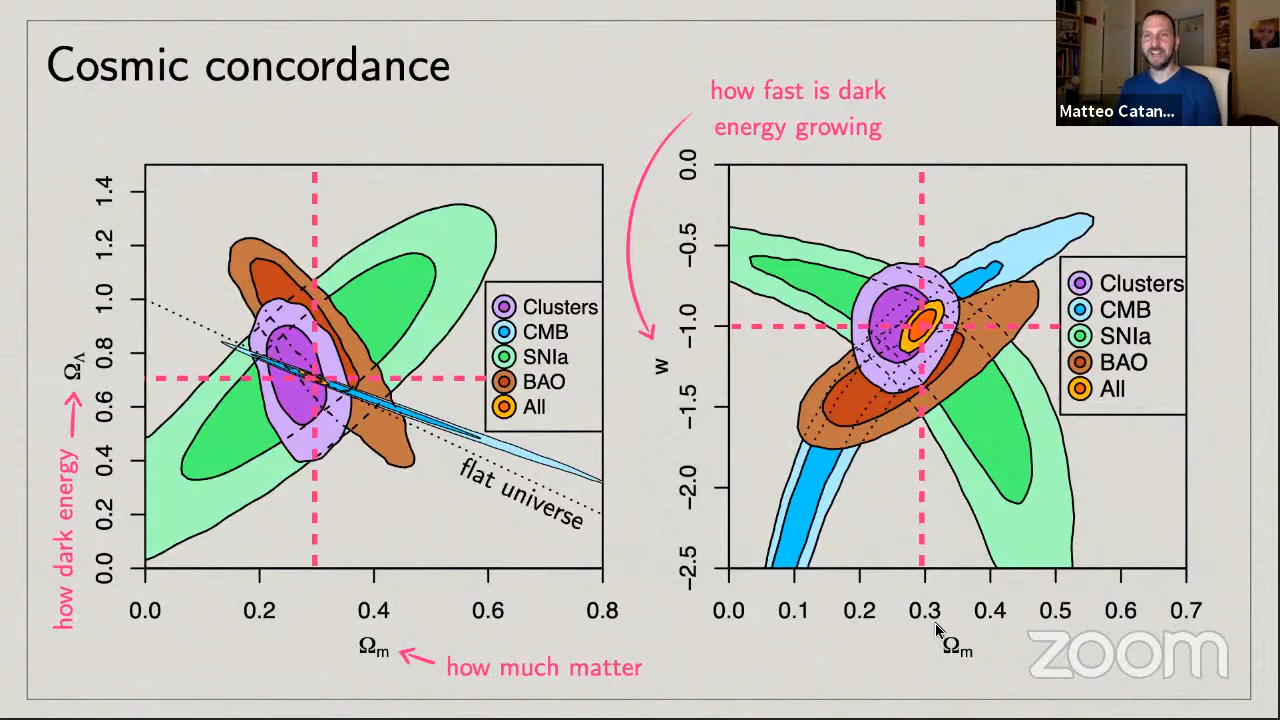 Cosmic concordance
how fast is dark
energy growing
Matteo Catan...
1.4
1.2
1.0
0.8
0.6
0.4
0.2
0.0
ΩΛ
how dark energy
Clusters
CMB
SNIa
BAO
All
flat universe
0.0 0.2 0.4 0.6 0.8
Ωm
how much matter
0.0
−0.5
−1.0
−1.5
−2.0
−2.5
w
Clusters
CMB
SNIa
BAO
All
0.0 0.1 0.2 0.3 0.4 0.5 0.6 0.7
Ωm
zoom